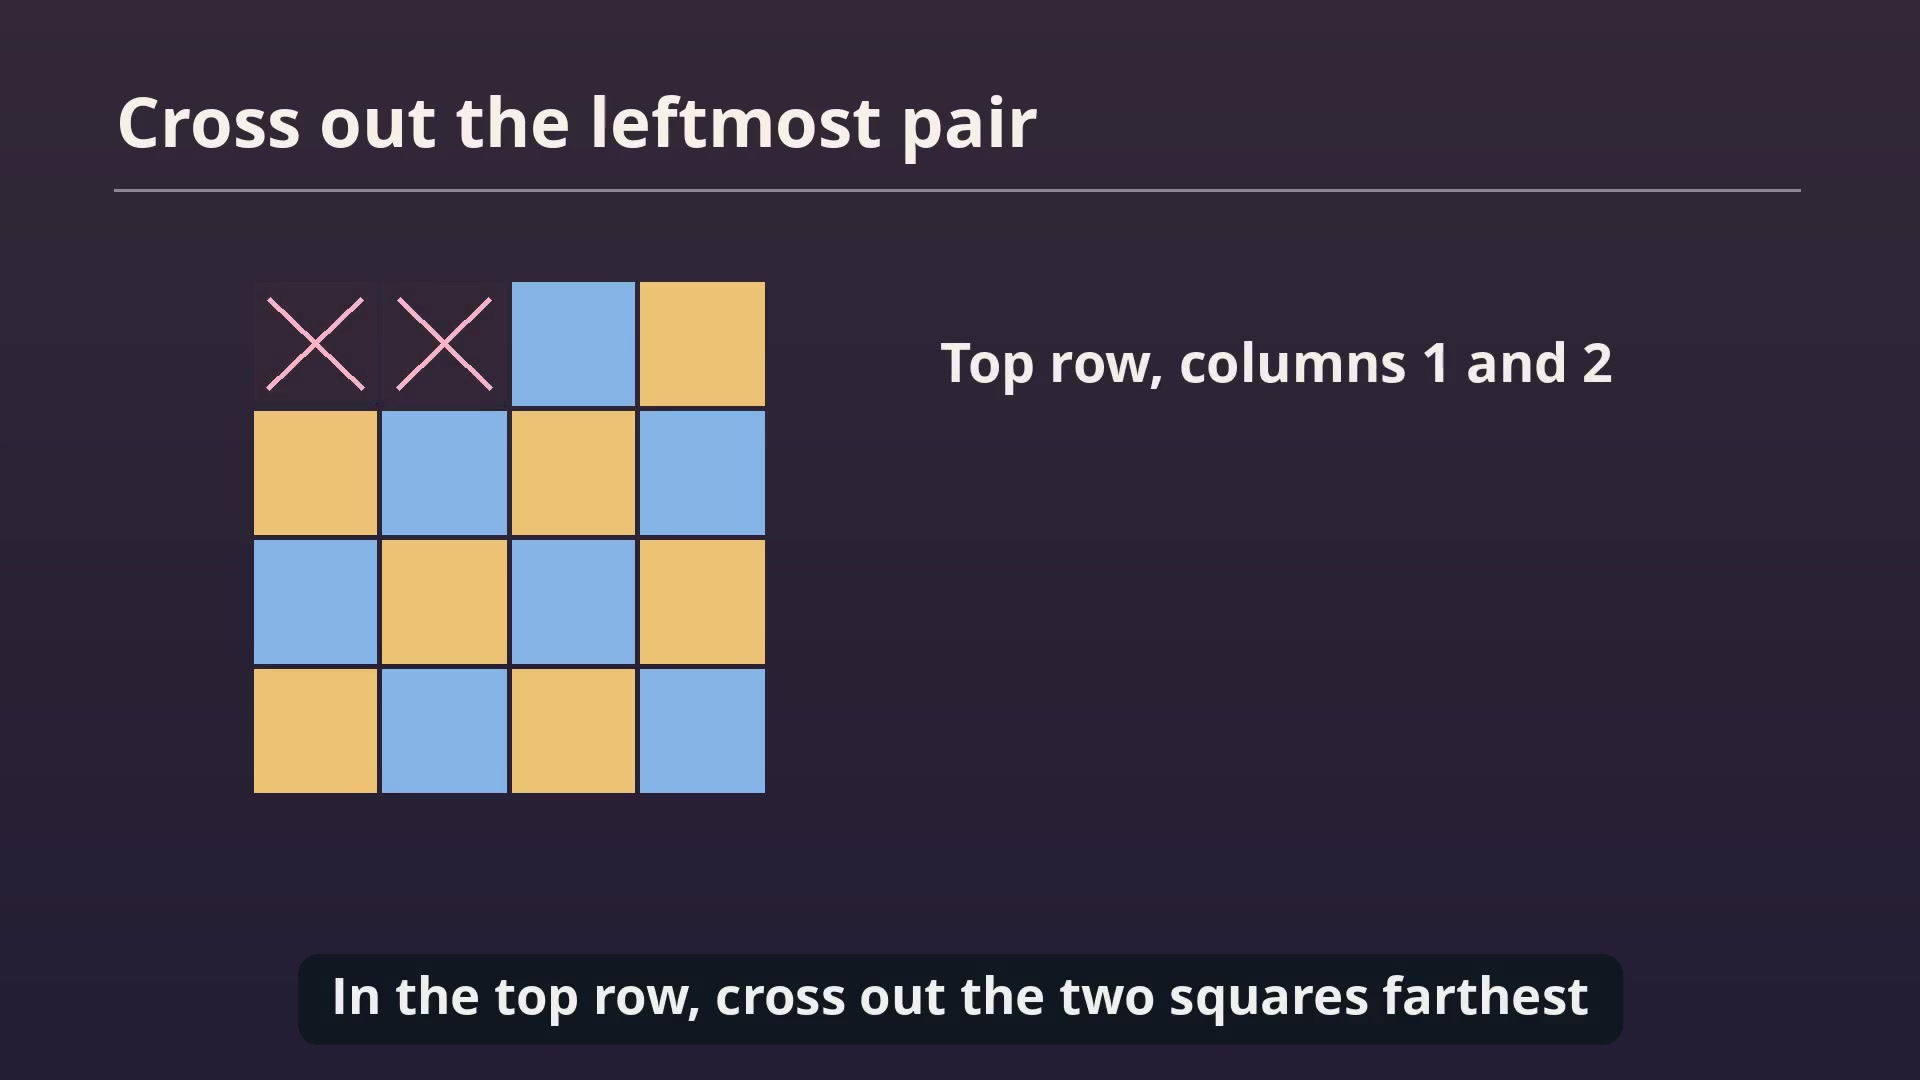 Cross out the leftmost pair
Top row, columns 1 and 2
In the top row, cross out the two squares farthest